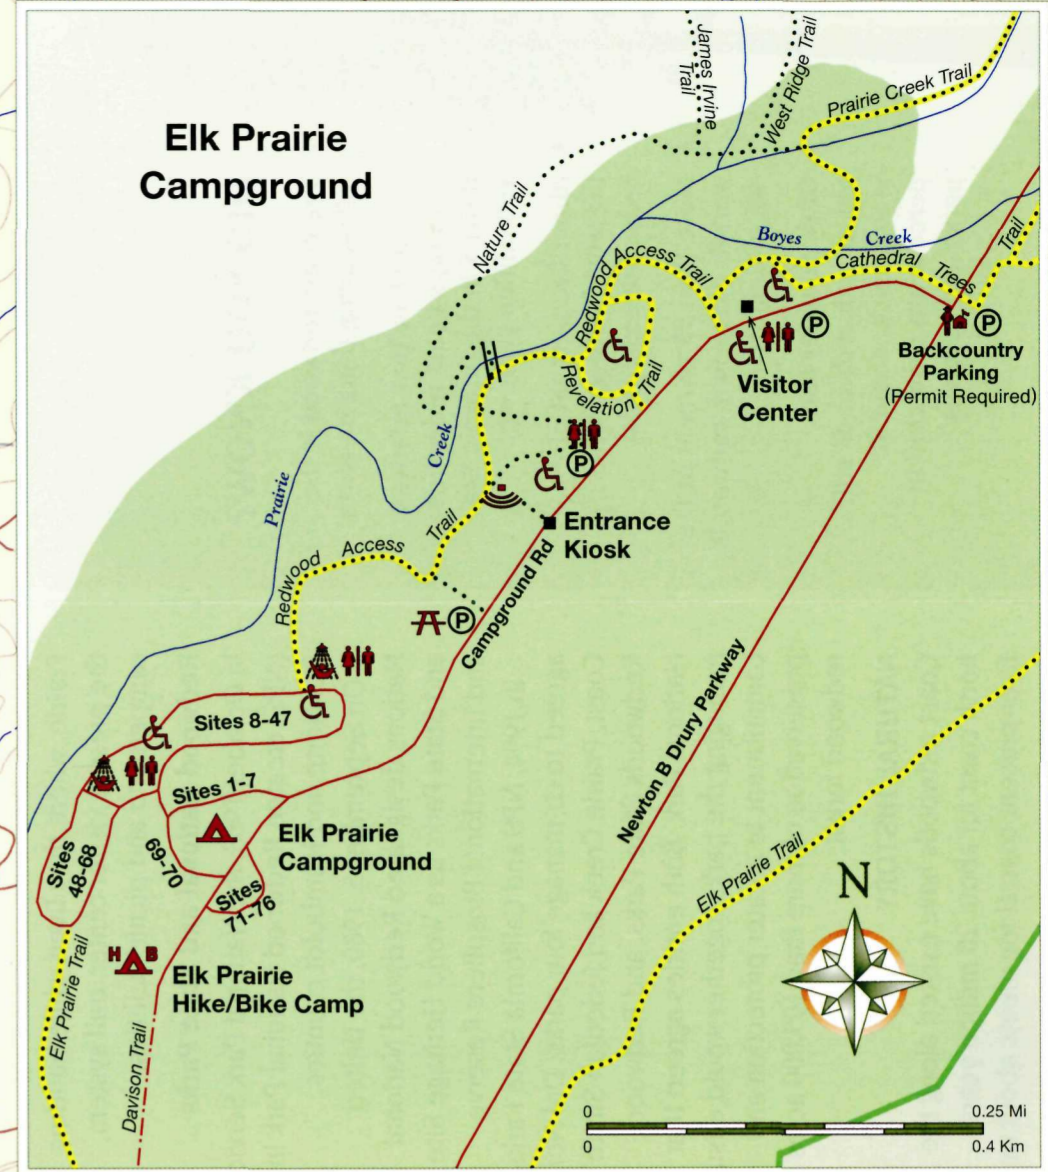 Elk Prairie
Campground
James Irvine
Trail
West Ridge Trail
Prairie Creek Trail
Nature Trail
Boyes Creek
Cathedral Trees
Trail
Redwood Access Trail
P
P
Backcountry
Parking
(Permit Required)
Visitor
Center
Revelation Trail
P
Prairie Creek
Entrance
Kiosk
Redwood Access Trail
P
Campground Rd
Newton B Drury Parkway
Sites 8-47
Sites 1-7
Sites
48-68
69-70
Elk Prairie
Campground
Sites
71-76
H B
Elk Prairie
Hike/Bike Camp
Elk Prairie Trail
Davison Trail
Elk Prairie Trail
N
0 0.25 Mi
0 0.4 Km